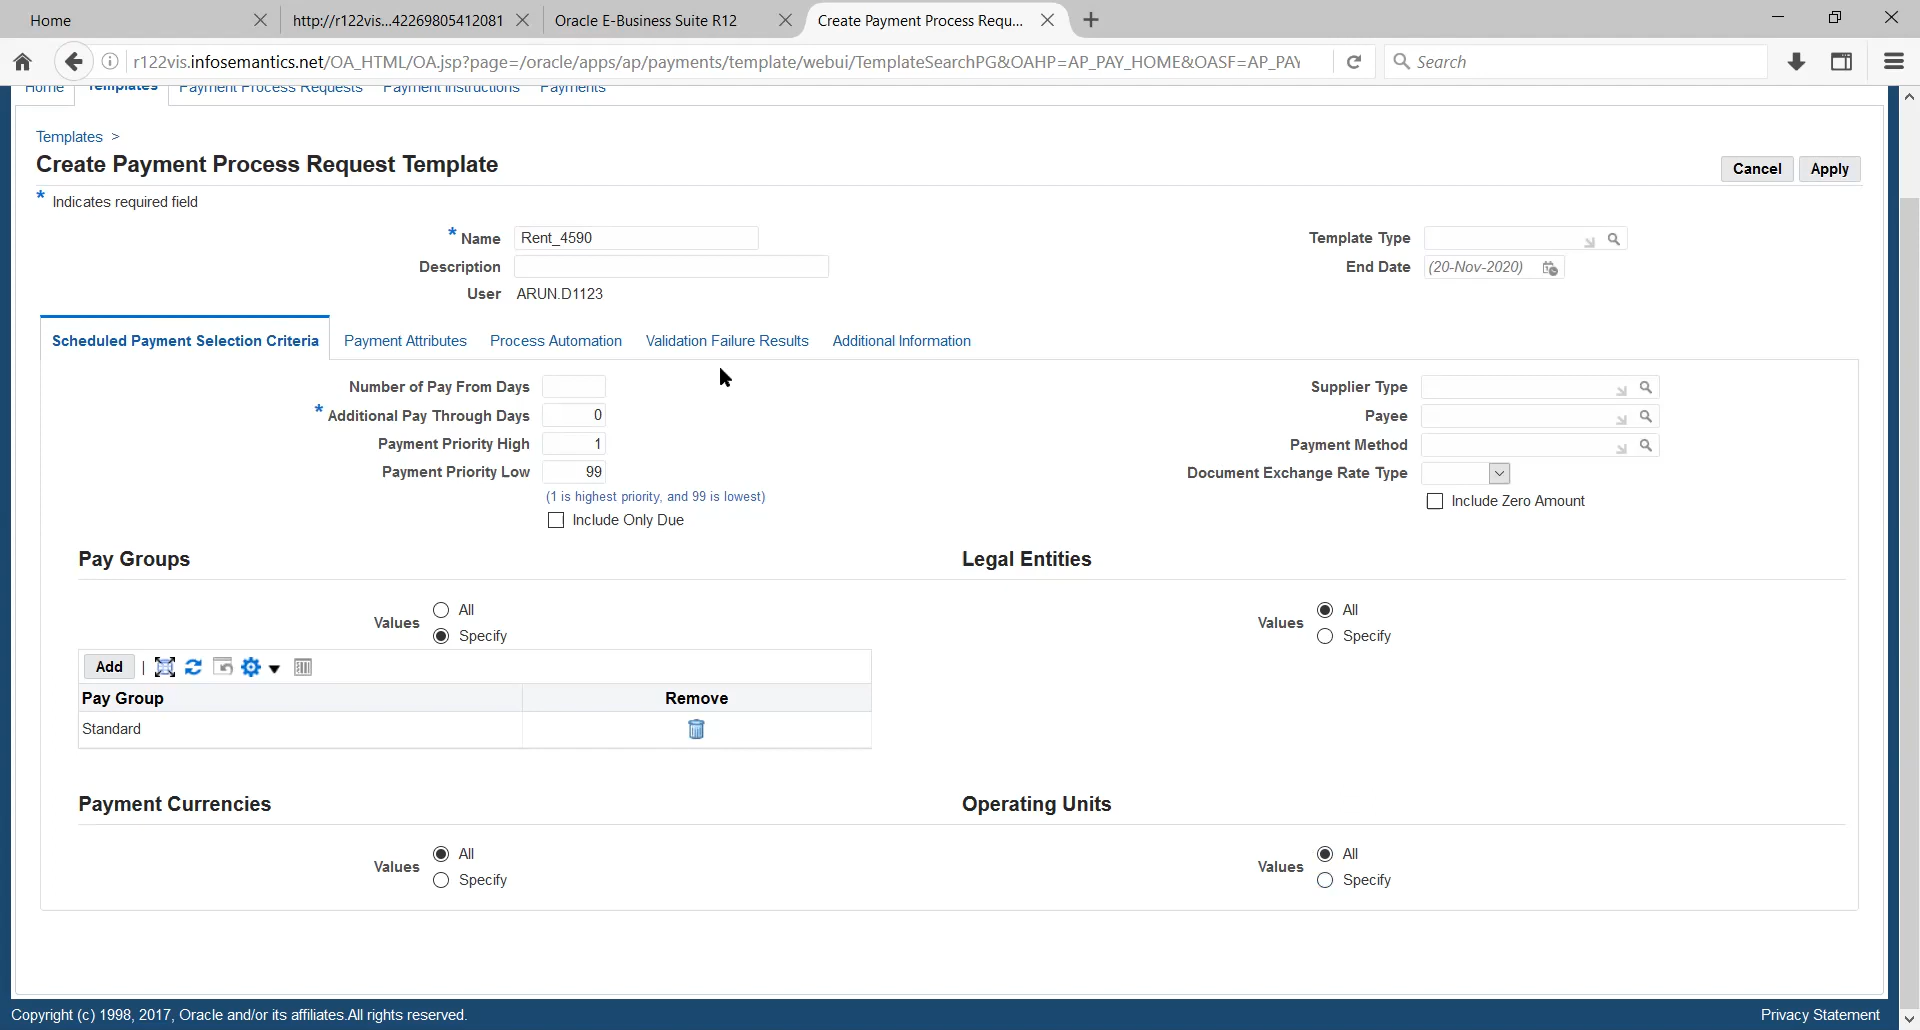 Home
http://r122vis...42269805412081
Oracle E-Business Suite R12
Create Payment Process Requ...
r122vis.infosemantics.net/OA_HTML/OA.jsp?page=/oracle/apps/ap/payments/template/webui/TemplateSearchPG&OAHP=AP_PAY_HOME&OASF=AP_PAY
Search
Home
Templates
Payment Process Requests
Payment Instructions
Payments
Templates >
Create Payment Process Request Template
Cancel
Apply
* Indicates required field
* Name Rent_4590
Template Type
Description
End Date (20-Nov-2020)
User ARUN.D1123
Scheduled Payment Selection Criteria
Payment Attributes
Process Automation
Validation Failure Results
Additional Information
Number of Pay From Days
Supplier Type
* Additional Pay Through Days 0
Payee
Payment Priority High 1
Payment Method
Payment Priority Low 99
Document Exchange Rate Type
(1 is highest priority, and 99 is lowest)
Include Zero Amount
Include Only Due
Pay Groups
Legal Entities
Values
All
Specify
Values
All
Specify
Add
Pay Group
Remove
Standard
Payment Currencies
Operating Units
Values
All
Specify
Values
All
Specify
Copyright (c) 1998, 2017, Oracle and/or its affiliates.All rights reserved.
Privacy Statement